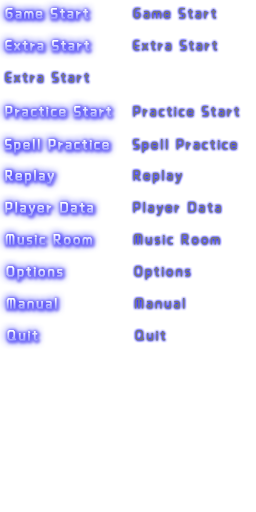 Game Start Game Start
Extra Start Extra Start
Extra Start
Practice Start Practice Start
Spell Practice Spell Practice
Replay Replay
Player Data Player Data
Music Room Music Room
Options Options
Manual Manual
Quit Quit